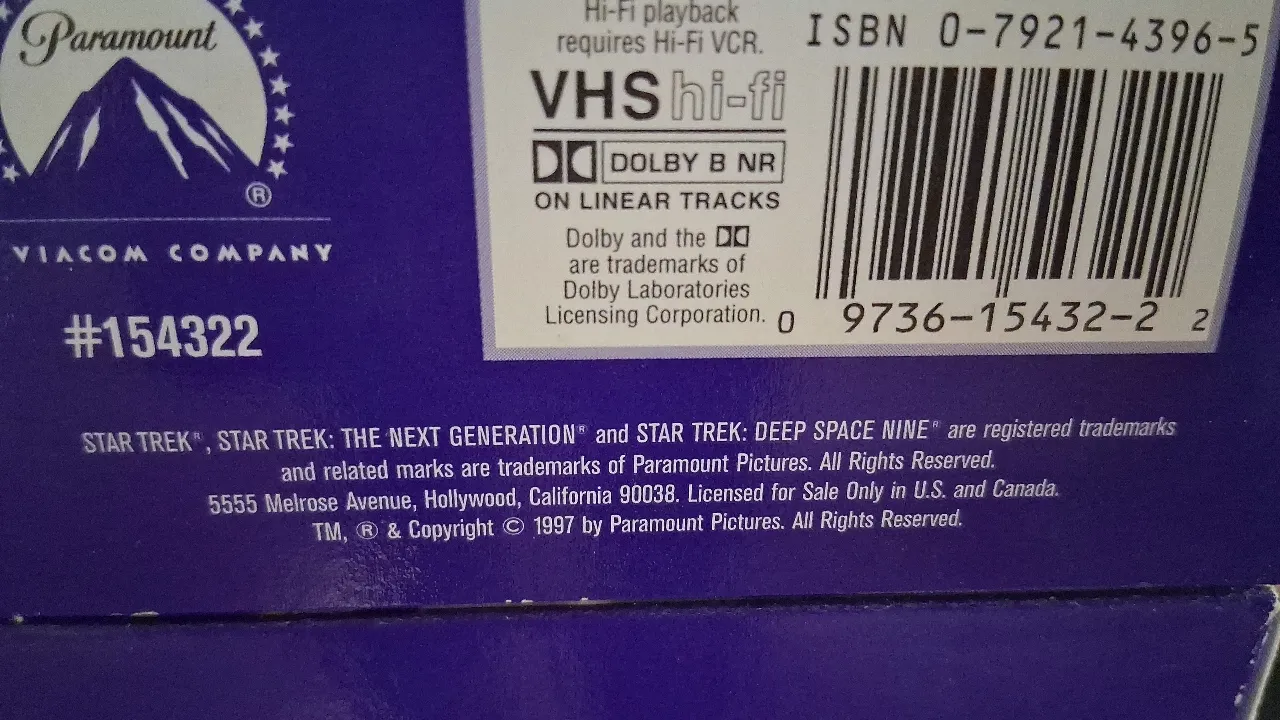 Paramount
®
VIACOM COMPANY
#154322
Hi-Fi playback
requires Hi-Fi VCR.
VHS hi-fi
DOLBY B NR
ON LINEAR TRACKS
Dolby and the
are trademarks of
Dolby Laboratories
Licensing Corporation.
ISBN 0-7921-4396-5
0 9736-15432-2 2
STAR TREK®, STAR TREK: THE NEXT GENERATION® and STAR TREK: DEEP SPACE NINE® are registered trademarks
and related marks are trademarks of Paramount Pictures. All Rights Reserved.
5555 Melrose Avenue, Hollywood, California 90038. Licensed for Sale Only in U.S. and Canada.
TM, ® & Copyright © 1997 by Paramount Pictures. All Rights Reserved.